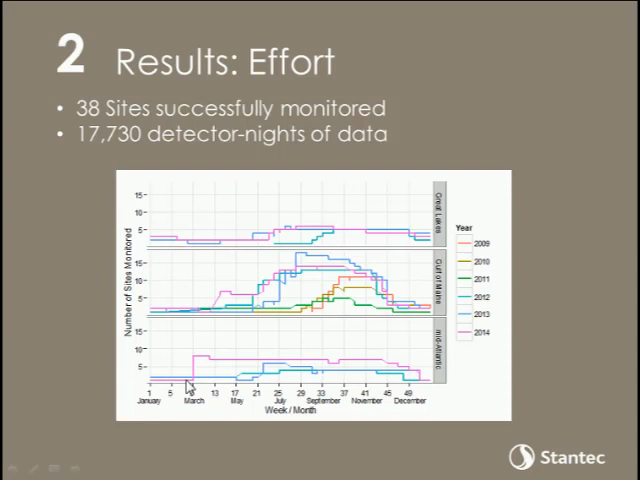 2 Results: Effort
• 38 Sites successfully monitored
• 17,730 detector-nights of data
Number of Sites Monitored
15
10
5
Great Lakes
15
10
5
Gulf of Maine
15
10
5
mid-Atlantic
1 5 9 13 17 21 25 29 33 37 41 45 49
January March May July September November December
Week / Month
Year
2009
2010
2011
2012
2013
2014
Stantec